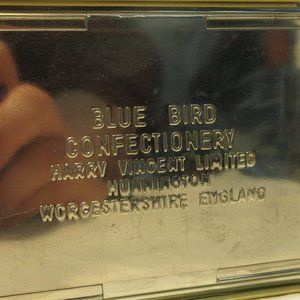 BLUE BIRD
CONFECTIONERY
HARRY VINCENT LIMITED
HUNNINGTON
WORCESTERSHIRE ENGLAND